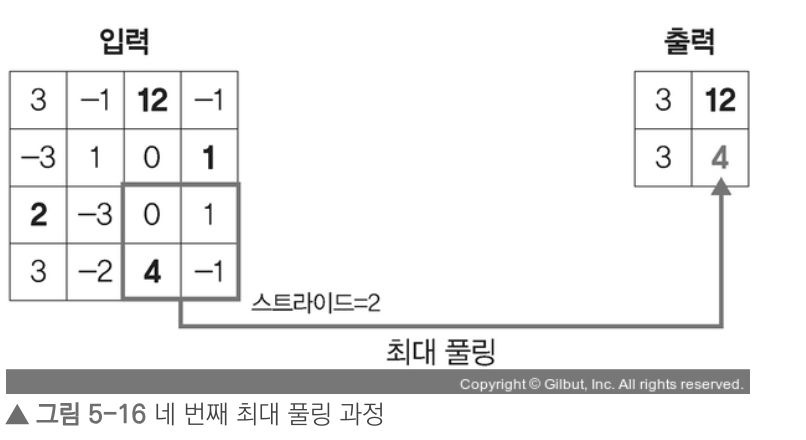 입력
출력
3 −1 12 −1
−3 1 0 1
2 −3 0 1
3 −2 4 −1
3 12
3 4
스트라이드=2
최대 풀링
Copyright © Gilbut, Inc. All rights reserved.
▲ 그림 5−16 네 번째 최대 풀링 과정